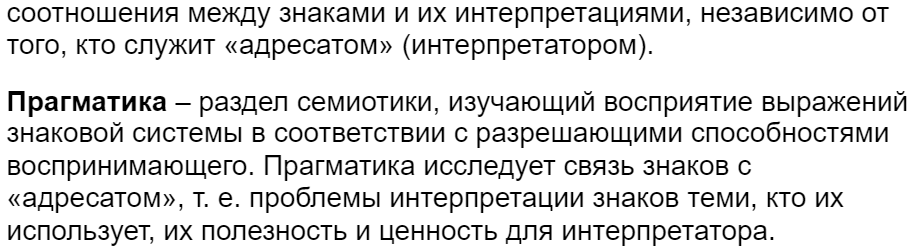 соотношения между знаками и их интерпретациями, независимо от
того, кто служит «адресатом» (интерпретатором).
Прагматика – раздел семиотики, изучающий восприятие выражений
знаковой системы в соответствии с разрешающими способностями
воспринимающего. Прагматика исследует связь знаков с
«адресатом», т. е. проблемы интерпретации знаков теми, кто их
использует, их полезность и ценность для интерпретатора.